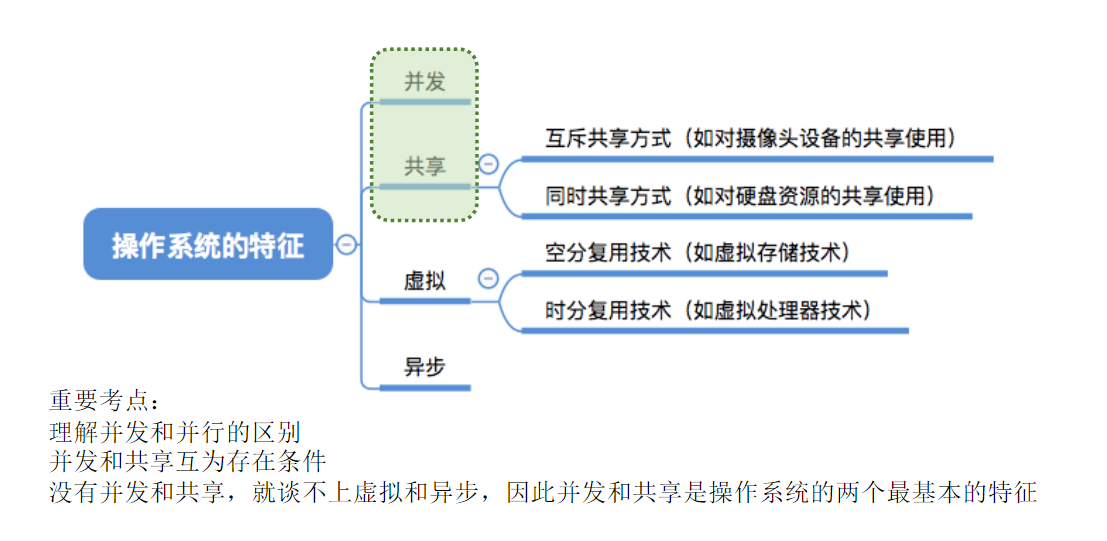 并发
共享
互斥共享方式（如对摄像头设备的共享使用）
同时共享方式（如对硬盘资源的共享使用）
操作系统的特征
虚拟
空分复用技术（如虚拟存储技术）
时分复用技术（如虚拟处理器技术）
异步
重要考点：
理解并发和并行的区别
并发和共享互为存在条件
没有并发和共享，就谈不上虚拟和异步，因此并发和共享是操作系统的两个最基本的特征